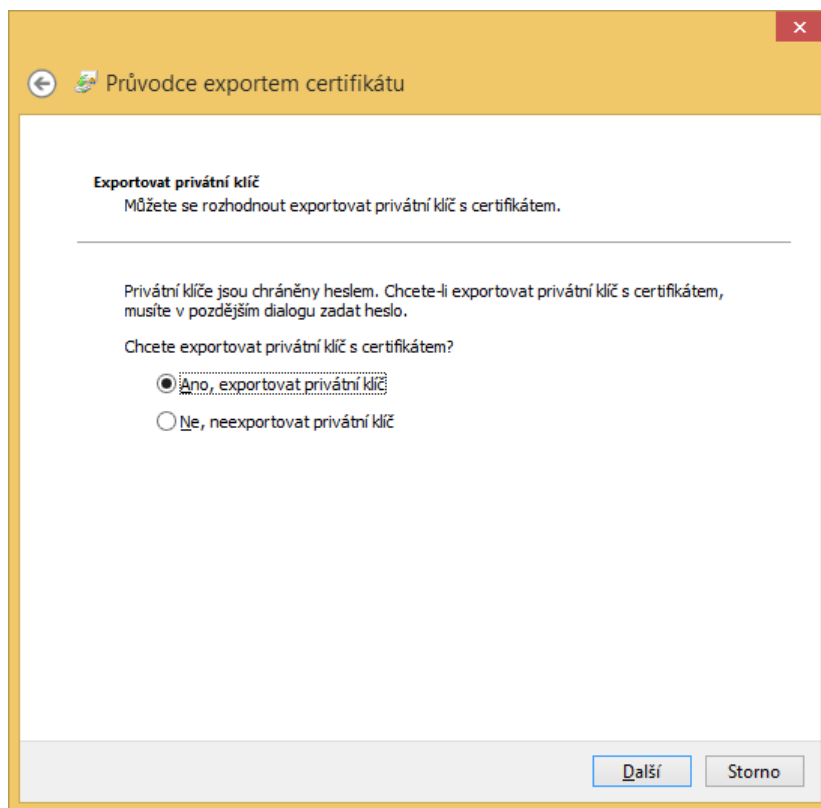 Průvodce exportem certifikátu
Exportovat privátní klíč
Můžete se rozhodnout exportovat privátní klíč s certifikátem.
Privátní klíče jsou chráněny heslem. Chcete-li exportovat privátní klíč s certifikátem,
musíte v pozdějším dialogu zadat heslo.
Chcete exportovat privátní klíč s certifikátem?
Ano, exportovat privátní klíč
Ne, neexportovat privátní klíč
Další Storno